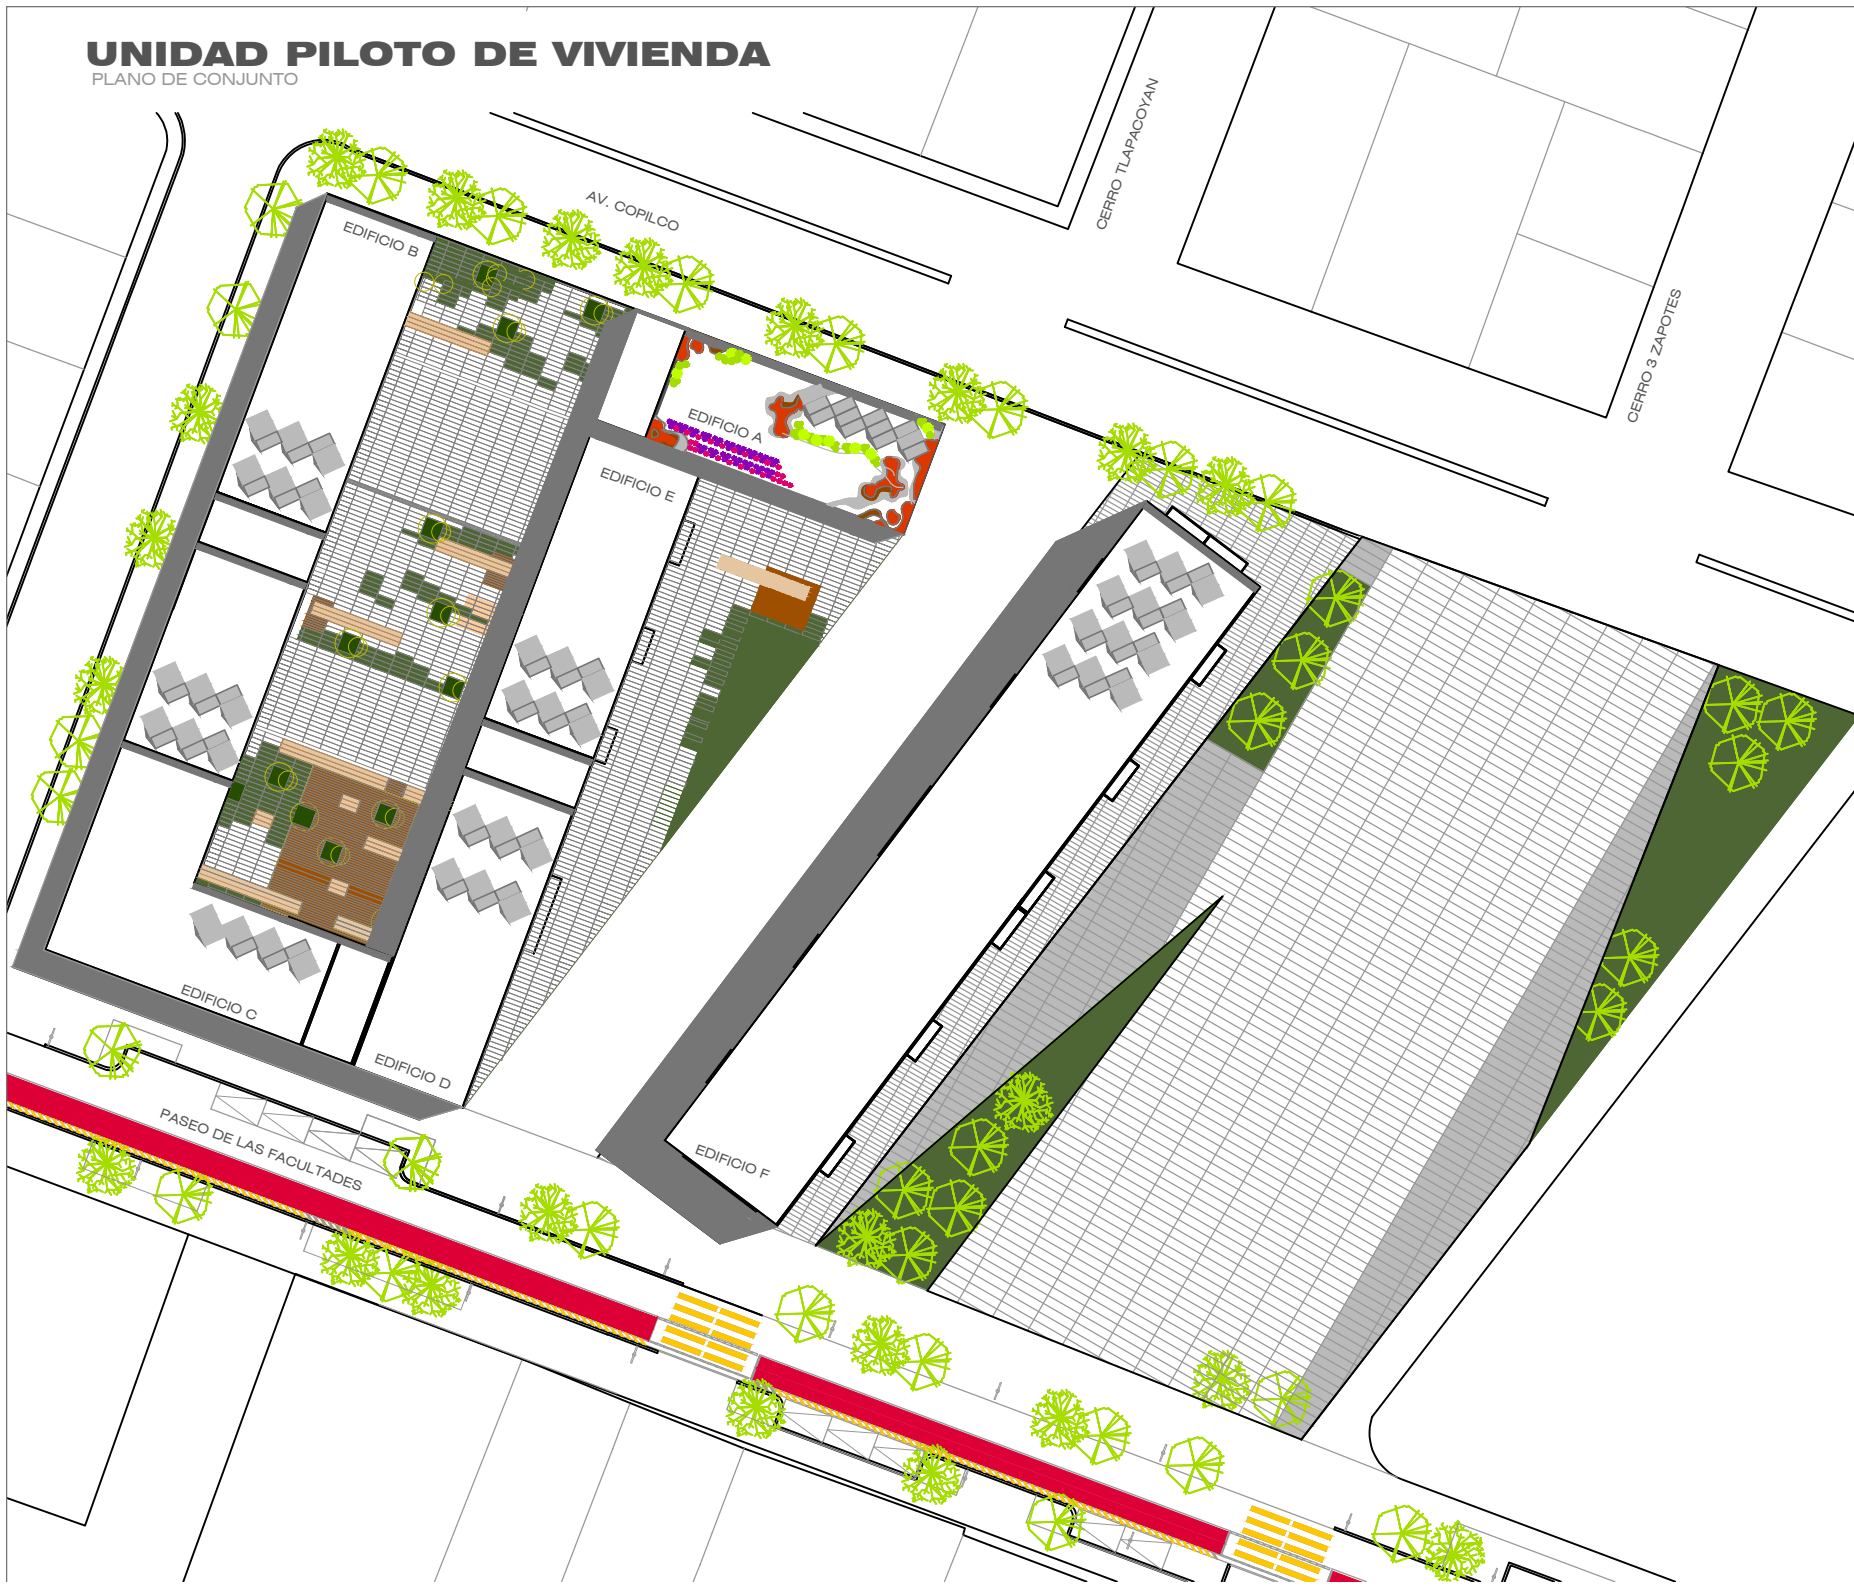 UNIDAD PILOTO DE VIVIENDA
PLANO DE CONJUNTO
CERRO TLAPACOYAN
AV. COPILCO
EDIFICIO B
CERRO 3 ZAPOTES
EDIFICIO A
EDIFICIO E
EDIFICIO C
EDIFICIO D
PASEO DE LAS FACULTADES
EDIFICIO F